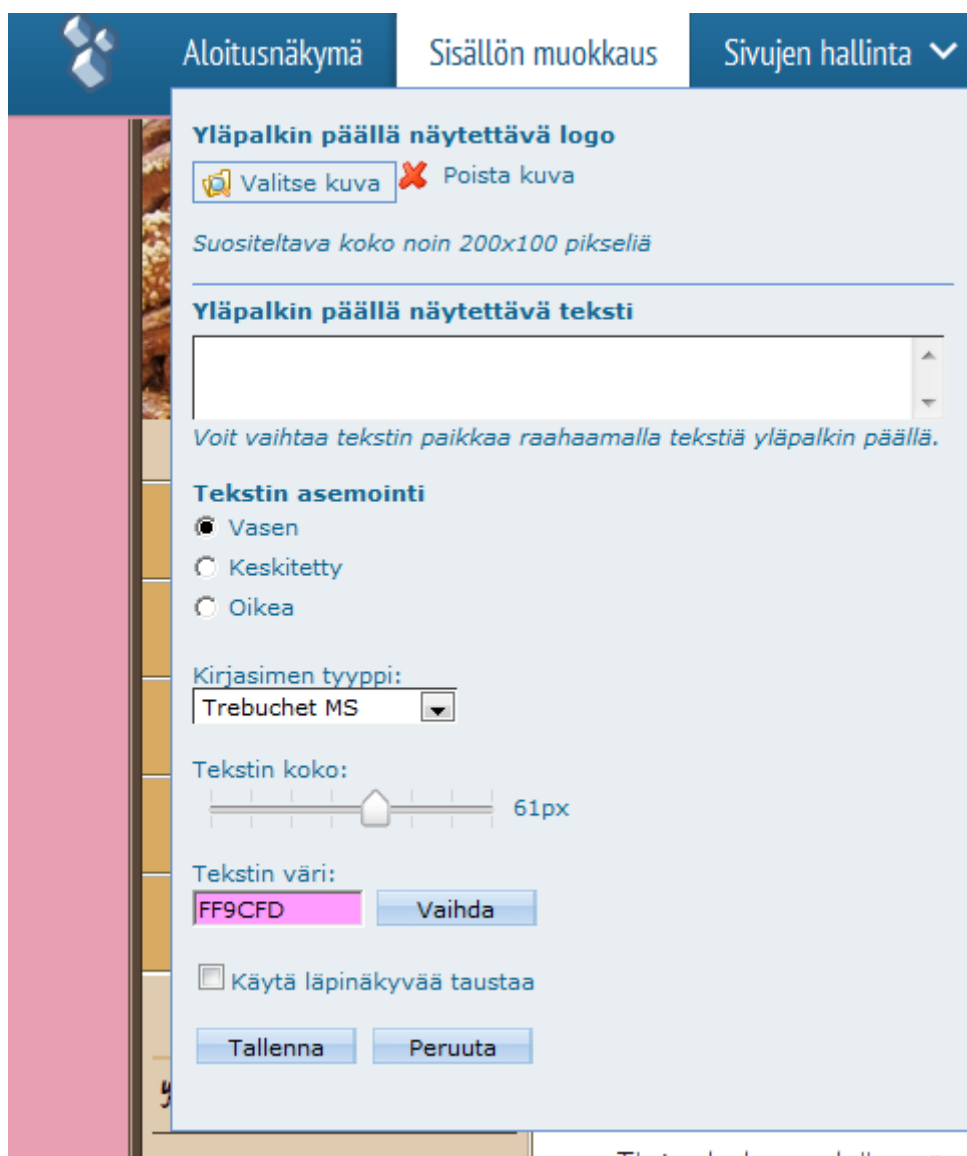 Aloitusnäkymä Sisällön muokkaus Sivujen hallinta
Yläpalkin päällä näytettävä logo
Valitse kuva Poista kuva
Suositeltava koko noin 200x100 pikseliä
Yläpalkin päällä näytettävä teksti
Voit vaihtaa tekstin paikkaa raahaamalla tekstiä yläpalkin päällä.
Tekstin asemointi
Vasen
Keskitetty
Oikea
Kirjasimen tyyppi:
Trebuchet MS
Tekstin koko:
61px
Tekstin väri:
FF9CFD Vaihda
Käytä läpinäkyvää taustaa
Tallenna Peruuta